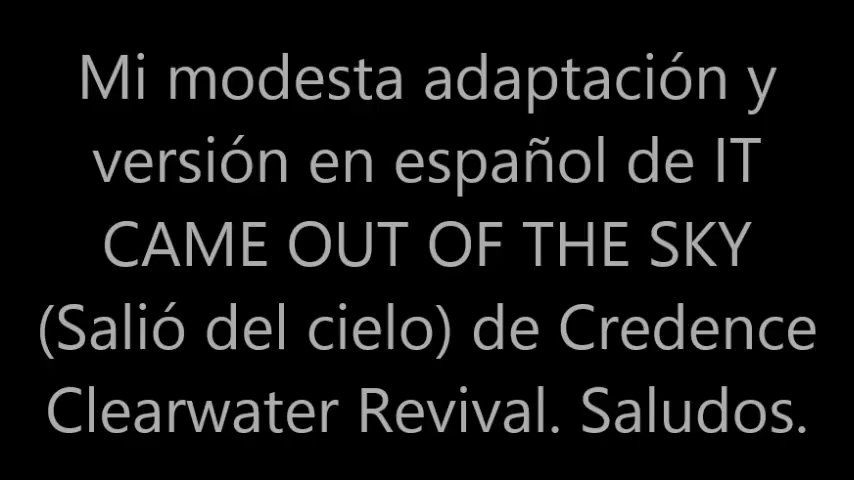 Mi modesta adaptación y
versión en español de IT
CAME OUT OF THE SKY
(Salió del cielo) de Credence
Clearwater Revival. Saludos.